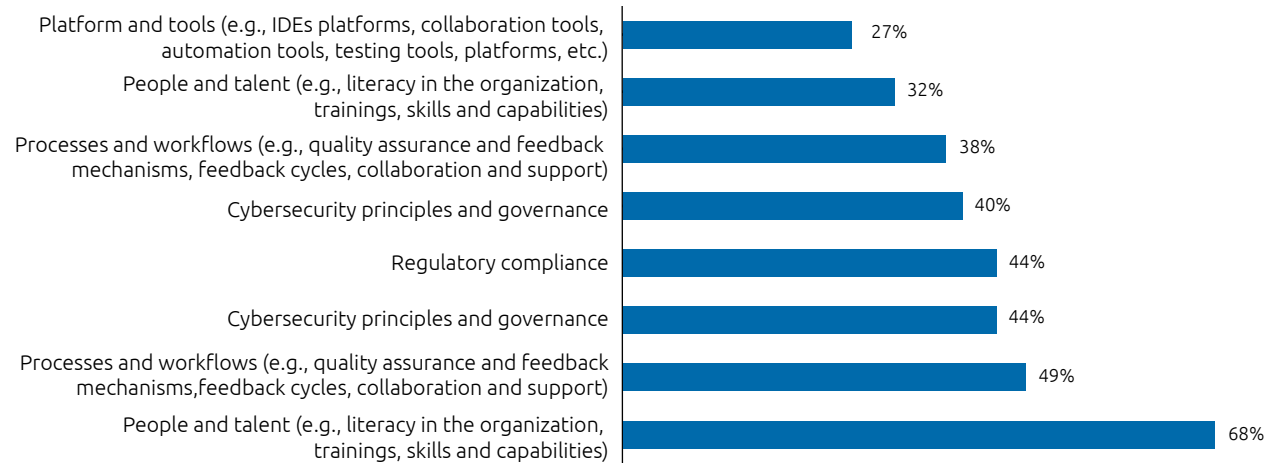 Platform and tools (e.g., IDEs platforms, collaboration tools,
automation tools, testing tools, platforms, etc.)
27%
People and talent (e.g., literacy in the organization,
trainings, skills and capabilities)
32%
Processes and workflows (e.g., quality assurance and feedback
mechanisms, feedback cycles, collaboration and support)
38%
Cybersecurity principles and governance
40%
Regulatory compliance
44%
Cybersecurity principles and governance
44%
Processes and workflows (e.g., quality assurance and feedback
mechanisms,feedback cycles, collaboration and support)
49%
People and talent (e.g., literacy in the organization,
trainings, skills and capabilities)
68%